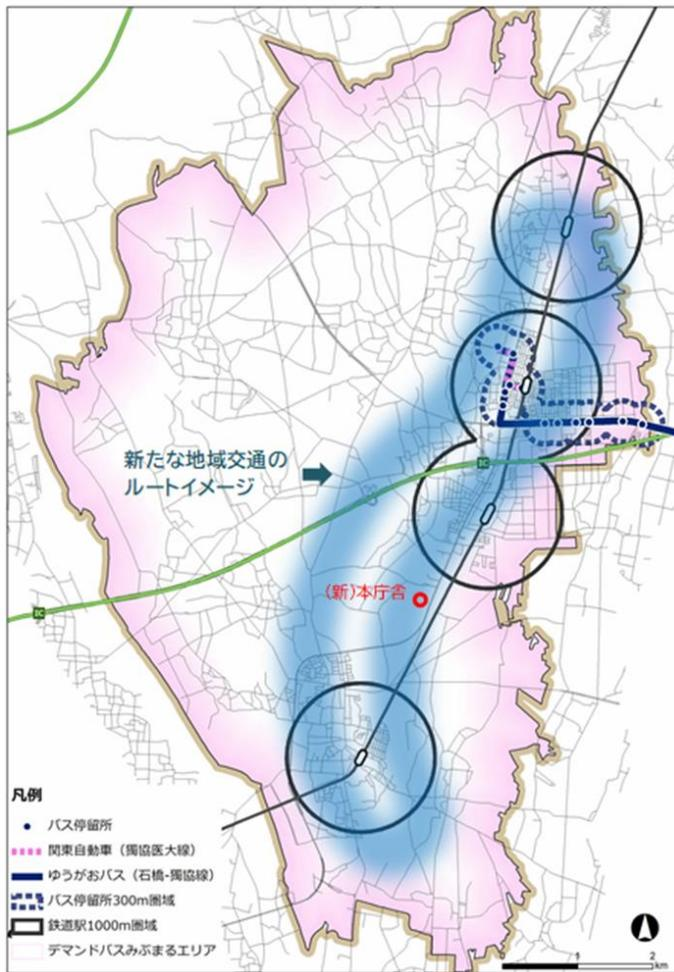 新たな地域交通の
ルートイメージ
IC
(新)本庁舎
IC
凡例
バス停留所
関東自動車（獨協医大線）
ゆうがおバス（石橋-獨協線）
バス停留所300m圏域
鉄道駅1000m圏域
デマンドバスみぶまるエリア
0 1 2
km